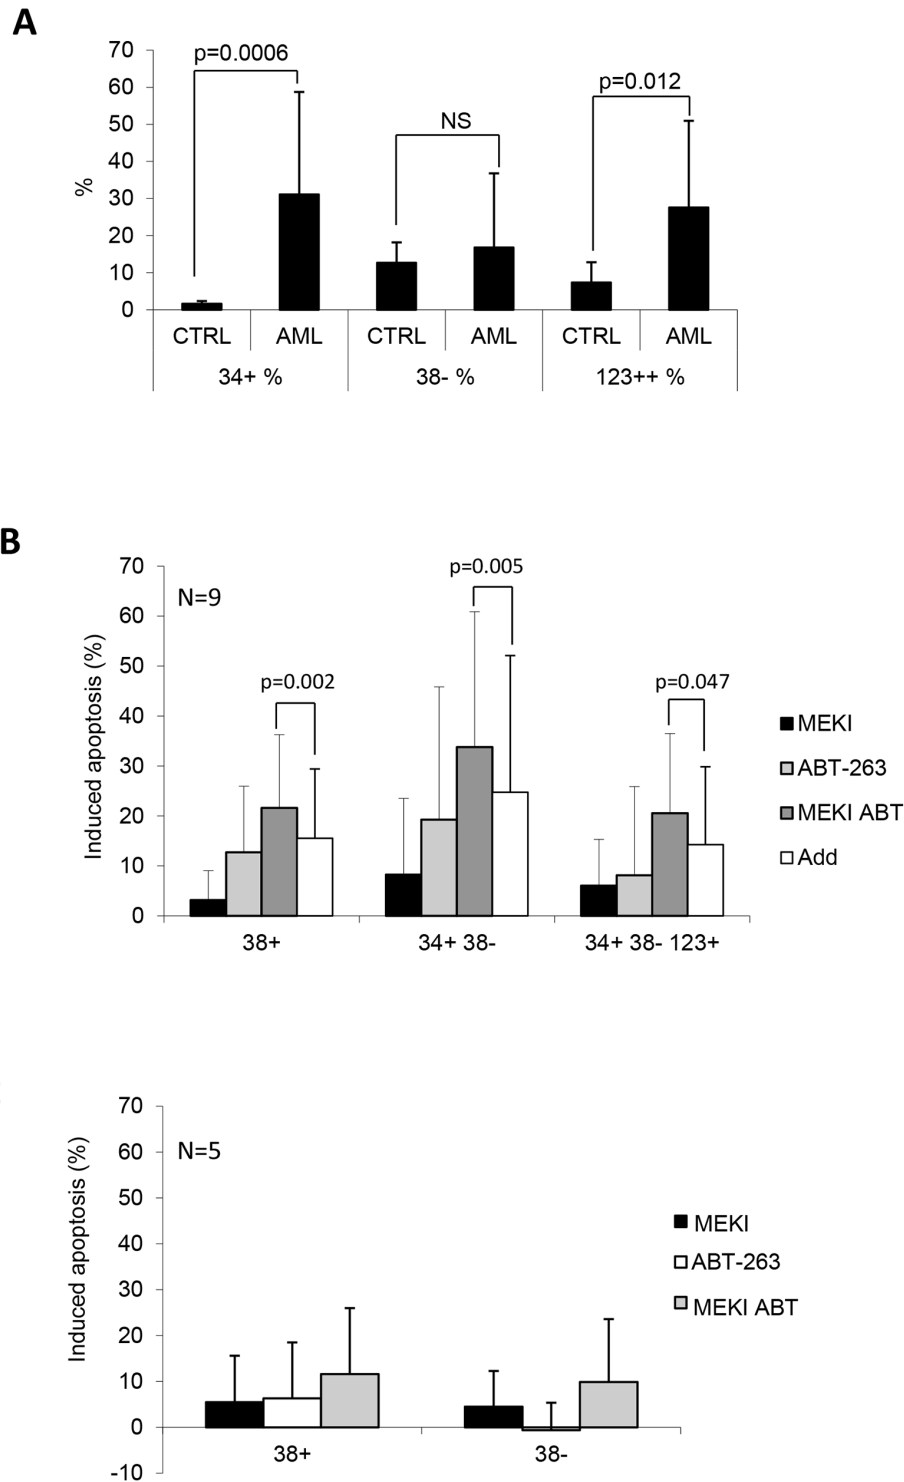 A
70
60
50
40
30
20
10
0
%
p=0.0006
NS
p=0.012
CTRL AML CTRL AML CTRL AML
34+ % 38- % 123++ %
B
70
60
50
40
30
20
10
0
Induced apoptosis (%)
N=9
p=0.002
p=0.005
p=0.047
38+ 34+ 38- 34+ 38- 123+
MEKI
ABT-263
MEKI ABT
Add
70
60
50
40
30
20
10
0
-10
Induced apoptosis (%)
N=5
38+ 38-
MEKI
ABT-263
MEKI ABT